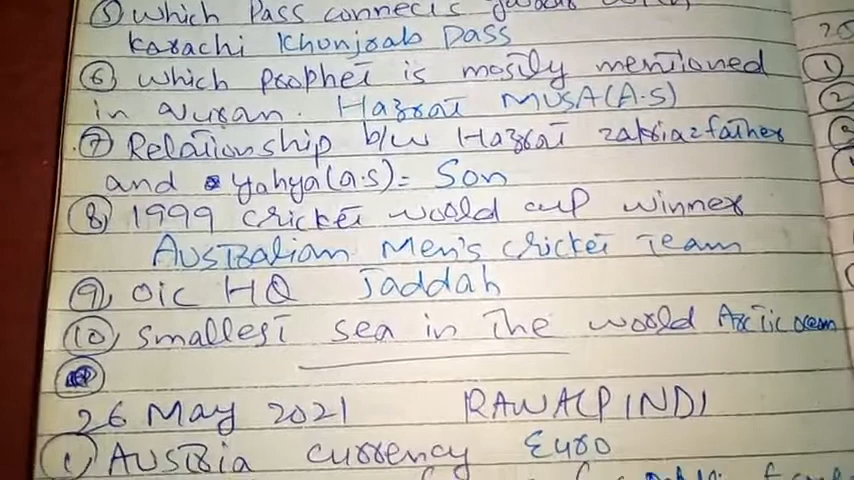 ⑤ Which Pass connects
Karachi Khunjrab Pass
⑥ which prophet is mostly mentioned
in Quran. Hazrat MUSA (A.S)
⑦ Relationship b/w Hazrat zakria = father
and yahya (a.s) = Son
⑧ 1999 cricket world cup winner
Australian Men's cricket Team
⑨ OIC HQ Jaddah
⑩ smallest sea in the world Arctic ocean
26 May 2021 RAWALPINDI
① Austria currency Euro